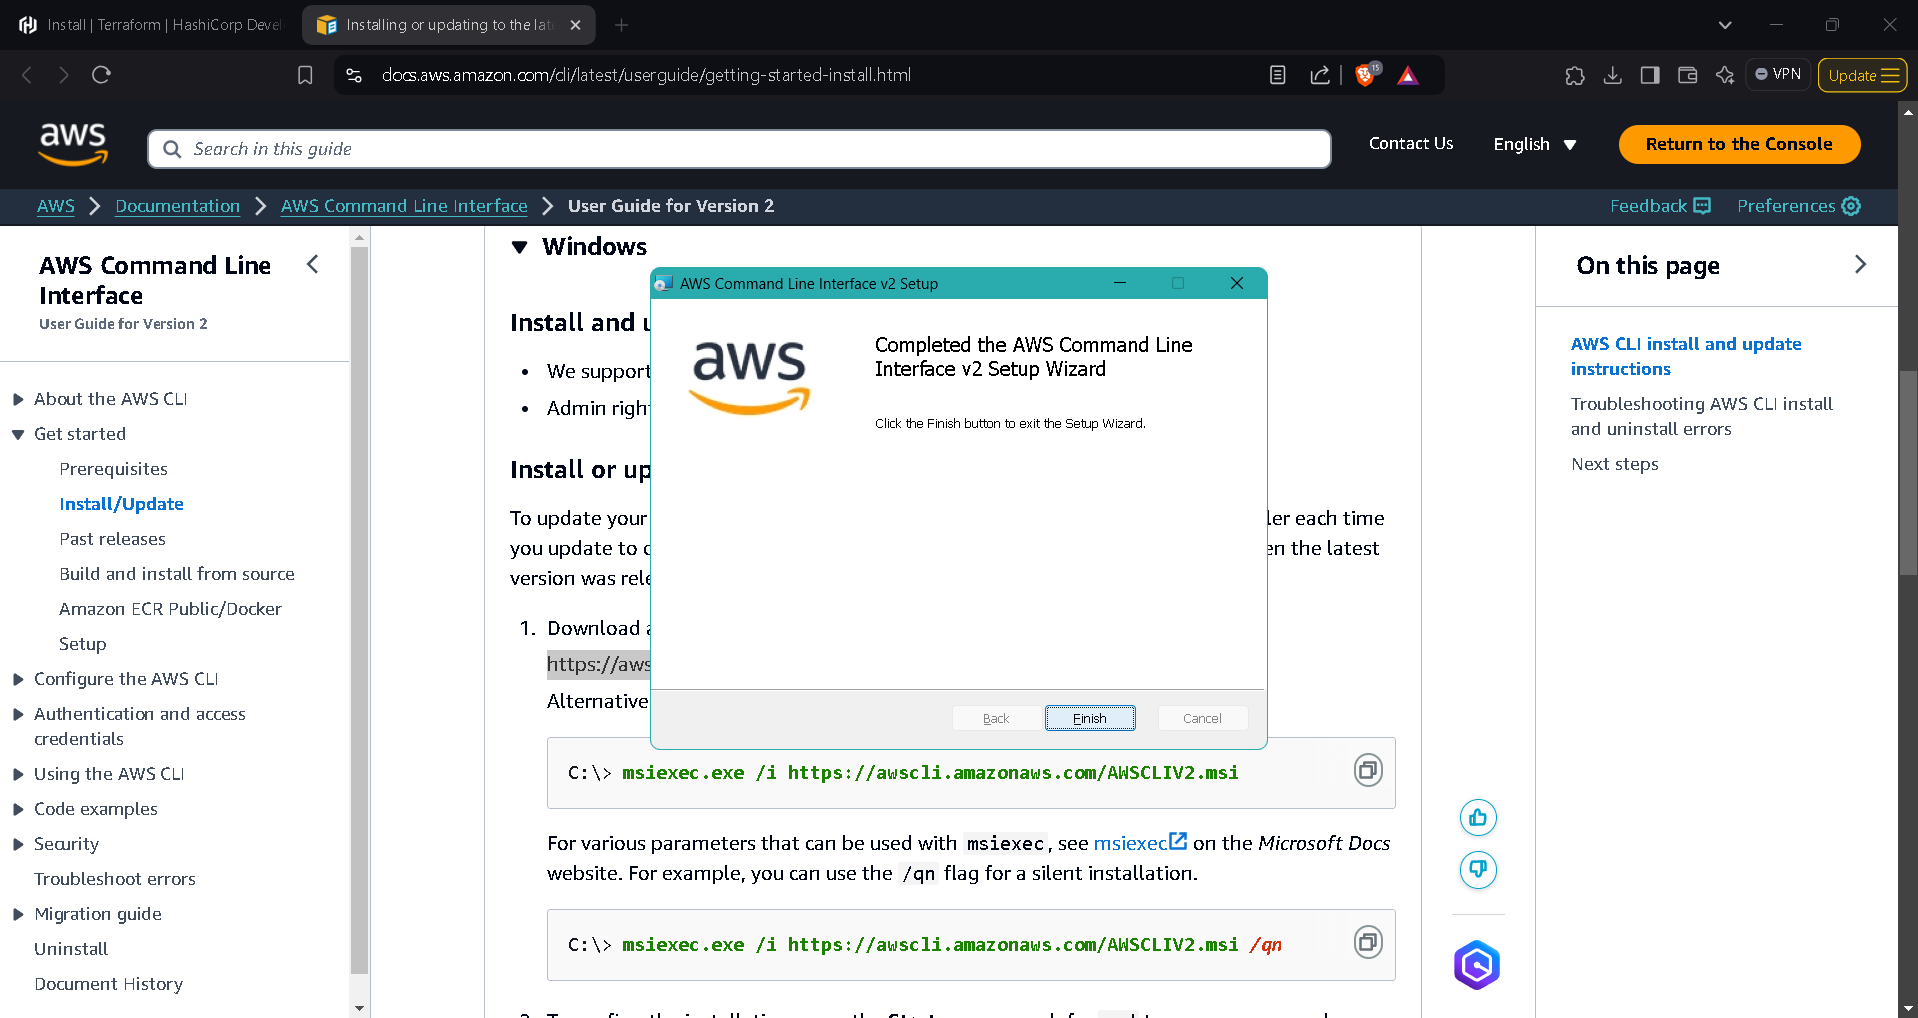 Install | Terraform | HashiCorp Devel
Installing or updating to the late
docs.aws.amazon.com/cli/latest/userguide/getting-started-install.html
15
VPN
Update
aws
Search in this guide
Contact Us
English
Return to the Console
AWS
Documentation
AWS Command Line Interface
User Guide for Version 2
Feedback
Preferences
AWS Command Line
Interface
User Guide for Version 2
About the AWS CLI
Get started
Prerequisites
Install/Update
Past releases
Build and install from source
Amazon ECR Public/Docker
Setup
Configure the AWS CLI
Authentication and access
credentials
Using the AWS CLI
Code examples
Security
Troubleshoot errors
Migration guide
Uninstall
Document History
Windows
Install and u
• We support
• Admin righ
Install or up
To update your ler each time
you update to c en the latest
version was rele
1. Download a
https://aws
Alternative
AWS Command Line Interface v2 Setup
aws
Completed the AWS Command Line
Interface v2 Setup Wizard
Click the Finish button to exit the Setup Wizard.
Back
Finish
Cancel
C:\> msiexec.exe /i https://awscli.amazonaws.com/AWSCLIV2.msi
For various parameters that can be used with msiexec, see msiexec on the Microsoft Docs
website. For example, you can use the /qn flag for a silent installation.
C:\> msiexec.exe /i https://awscli.amazonaws.com/AWSCLIV2.msi /qn
On this page
AWS CLI install and update
instructions
Troubleshooting AWS CLI install
and uninstall errors
Next steps